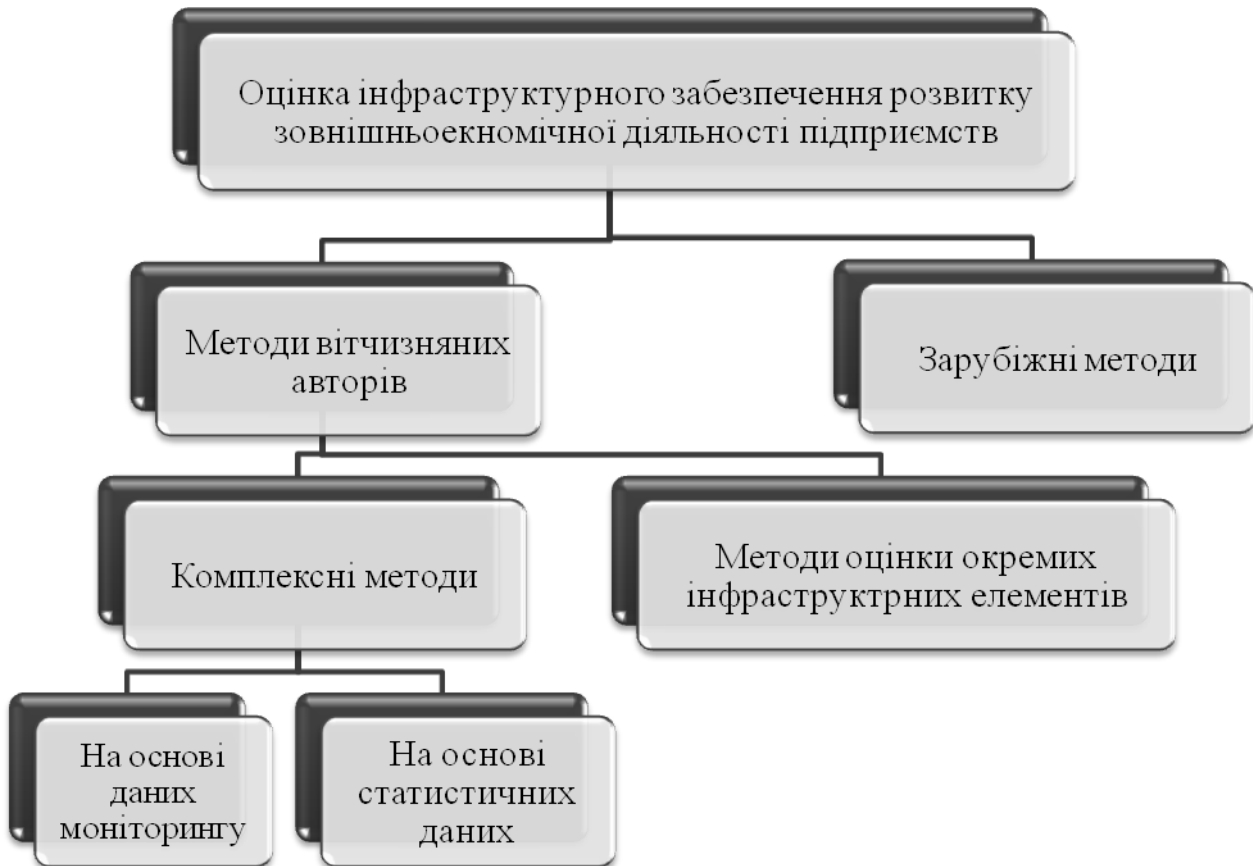 Оцінка інфраструктурного забезпечення розвитку
зовнішньоекномічної діяльності підприємств
Методи вітчизняних
авторів
Зарубіжні методи
Комплексні методи
Методи оцінки окремих
інфраструктрних елементів
На основі
даних
моніторингу
На основі
статистичних
даних